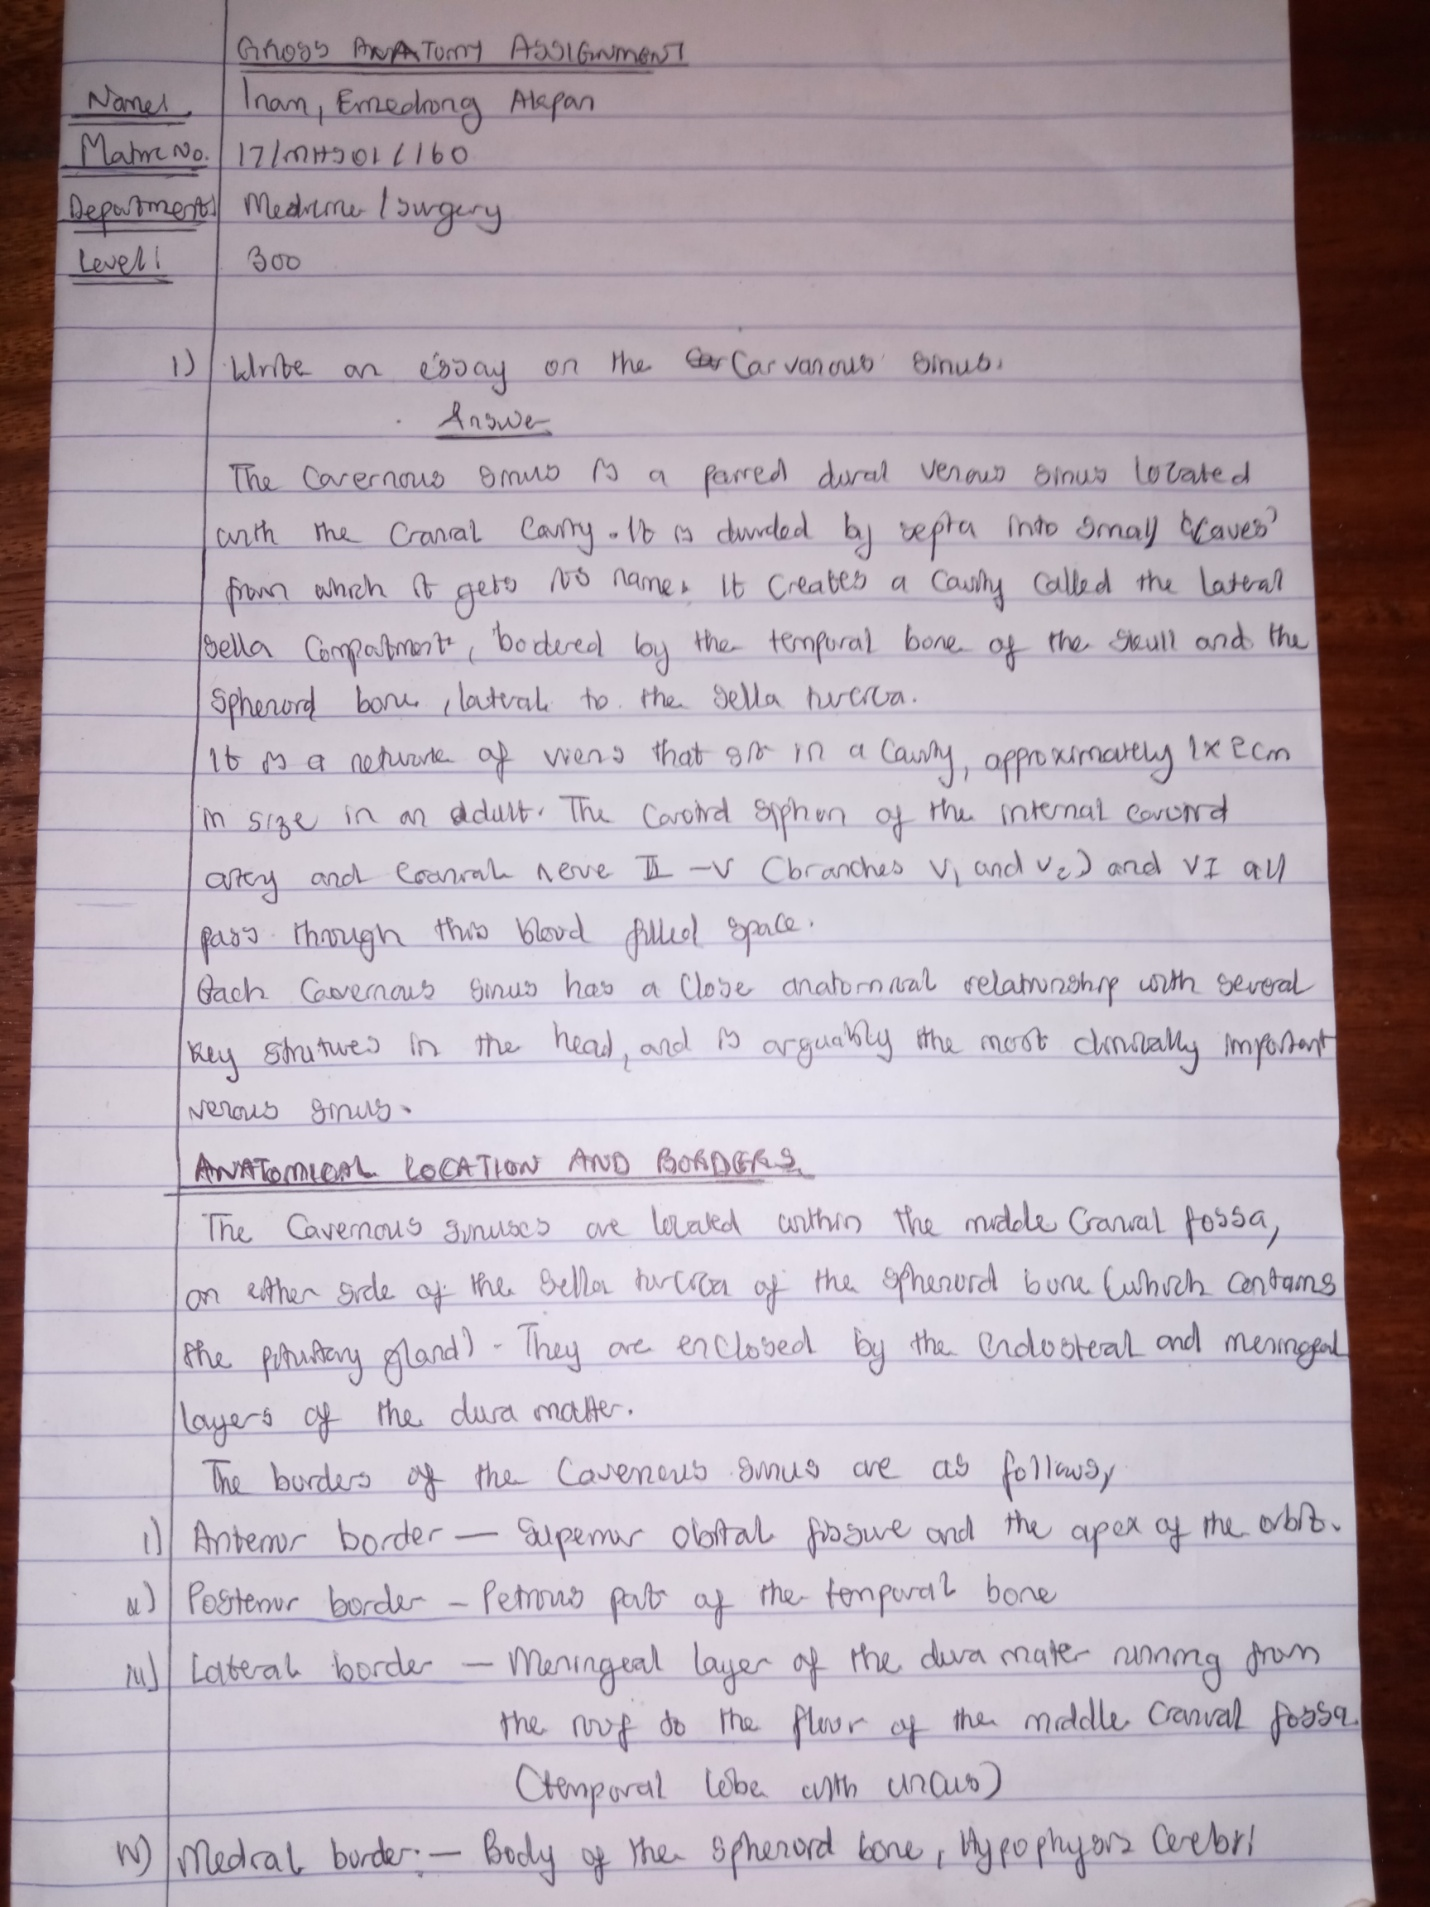 GROSS ANATOMY ASSIGNMENT
Name: Inam, Emediong Akpan
Matric No. 17/MHS01/160
Department: Medicine / surgery
Level: 300
1) Write an essay on the Carvanous sinus.
Answer
The Cavernous sinus is a paired dural venous sinus located
with the Cranial Cavity. It is divided by septa into small 'caves'
from which it gets its name. It creates a cavity called the lateral
sella compartment, bodered by the temporal bone of the skull and the
sphenoid bone, lateral to the sella turcica.
It is a network of viens that sit in a cavity, approximately 1x2cm
in size in an adult. The Carotid siphon of the internal carotid
artey and cranial nerve III - V (branches V1 and V2) and VI all
pass through this blood filled space.
Each Cavernous sinus has a close anatomical relationship with several
key strutures in the head, and is arguably the most clinically important
venous sinus.
ANATOMICAL LOCATION AND BORDERS
The Cavernous sinuses are located within the middle Cranial fossa,
on either side of the sella turcica of the sphenoid bone (which contains
the pituitary gland) - They are enclosed by the endosteal and meningeal
layers of the dura matter.
The borders of the Cavenous sinus are as follows,
i) Anterior border — Superior Obital fissure and the apex of the orbit.
ii) Posterior border - Petrous part of the temporal bone
iii) Lateral border — Meningeal layer of the dura mater running from
the roof to the floor of the middle Cranial fossa.
(temporal lobe with uncus)
iv) Medial border: — Body of the sphenoid bone, Hypophysis Cerebri